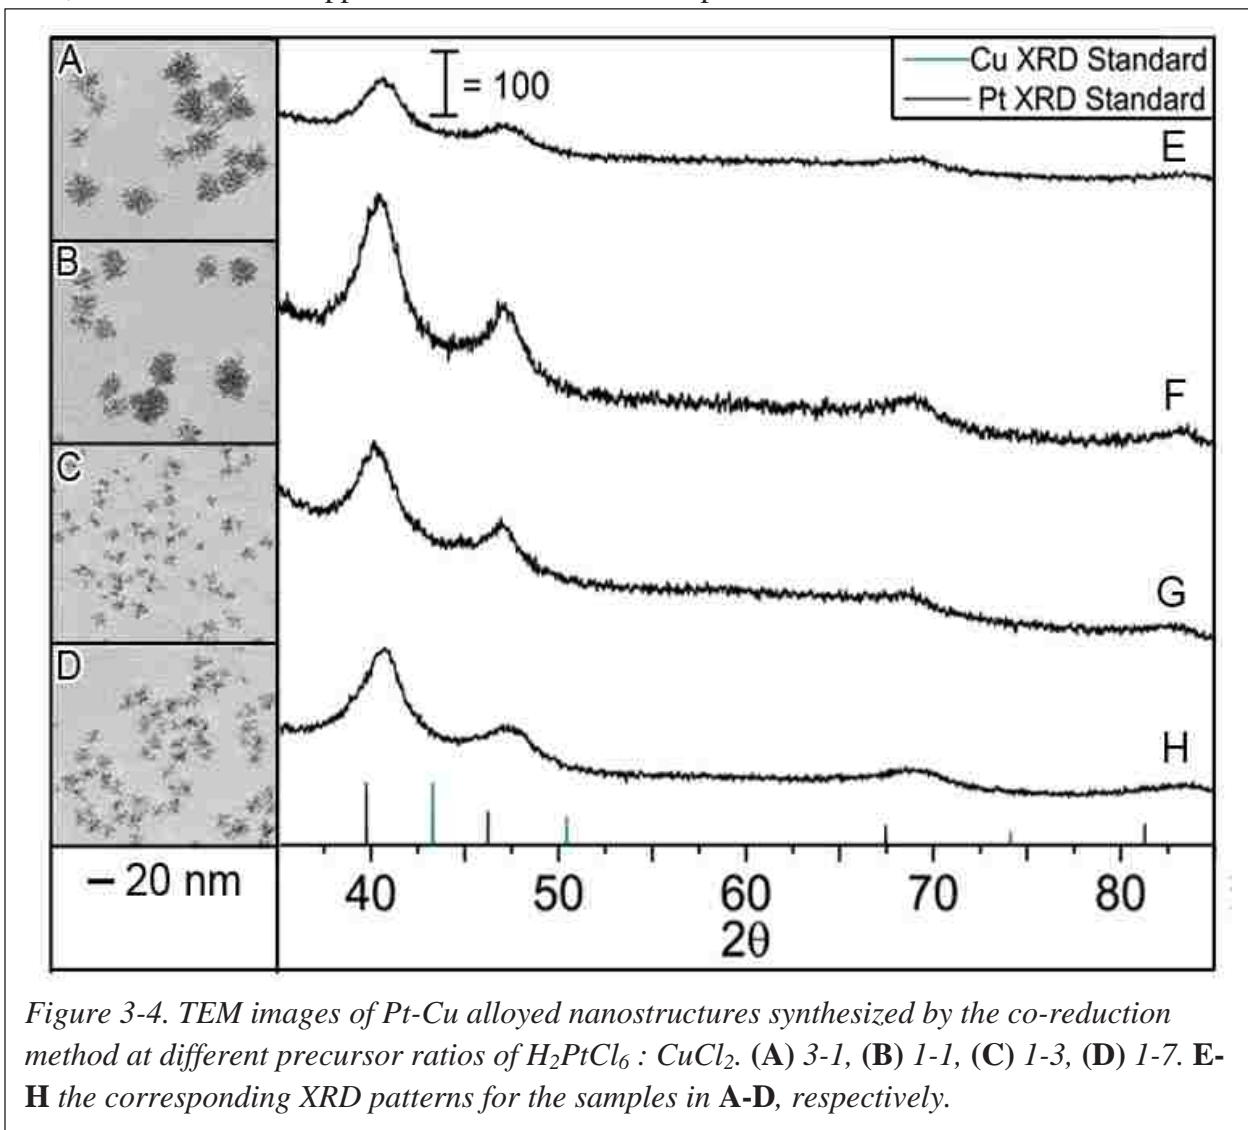 A
= 100
Cu XRD Standard
Pt XRD Standard
E
B
F
C
G
D
H
20 nm
40 50 60 70 80
2θ
Figure 3-4. TEM images of Pt-Cu alloyed nanostructures synthesized by the co-reduction
method at different precursor ratios of H₂PtCl₆ : CuCl₂. (A) 3-1, (B) 1-1, (C) 1-3, (D) 1-7. E-
H the corresponding XRD patterns for the samples in A-D, respectively.